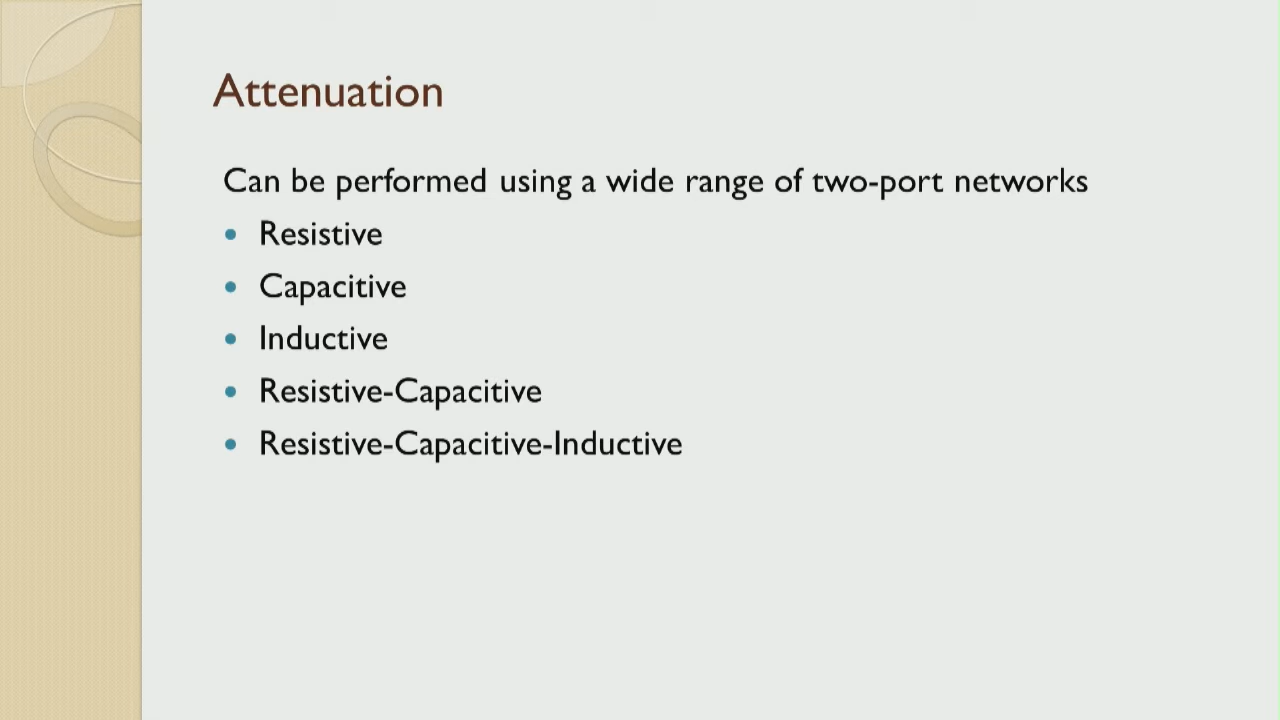 Attenuation
Can be performed using a wide range of two-port networks
• Resistive
• Capacitive
• Inductive
• Resistive-Capacitive
• Resistive-Capacitive-Inductive